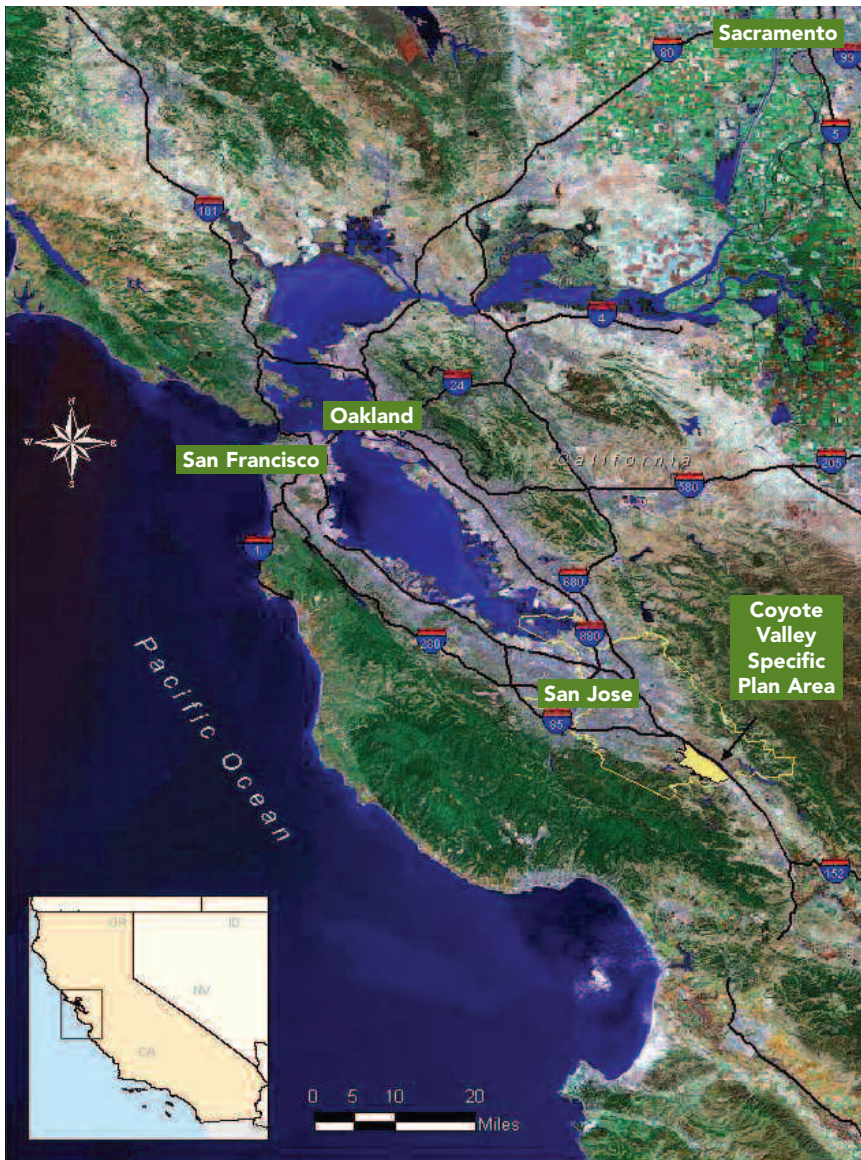 Sacramento
80
99
5
101
4
24
Oakland
San Francisco
California
205
580
1
680
Coyote
Valley
Specific
Plan Area
880
280
San Jose
85
Pacific Ocean
152
N
W
E
S
OR
ID
NV
CA
0 5 10 20
Miles